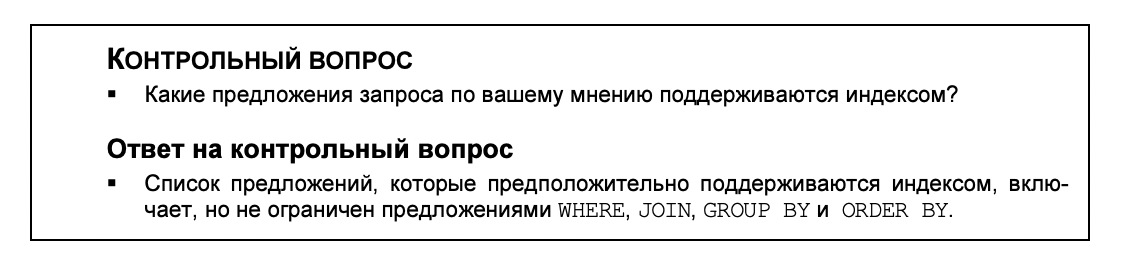 КОНТРОЛЬНЫЙ ВОПРОС
▪ Какие предложения запроса по вашему мнению поддерживаются индексом?
Ответ на контрольный вопрос
▪ Список предложений, которые предположительно поддерживаются индексом, вклю-
чает, но не ограничен предложениями WHERE, JOIN, GROUP BY и ORDER BY.